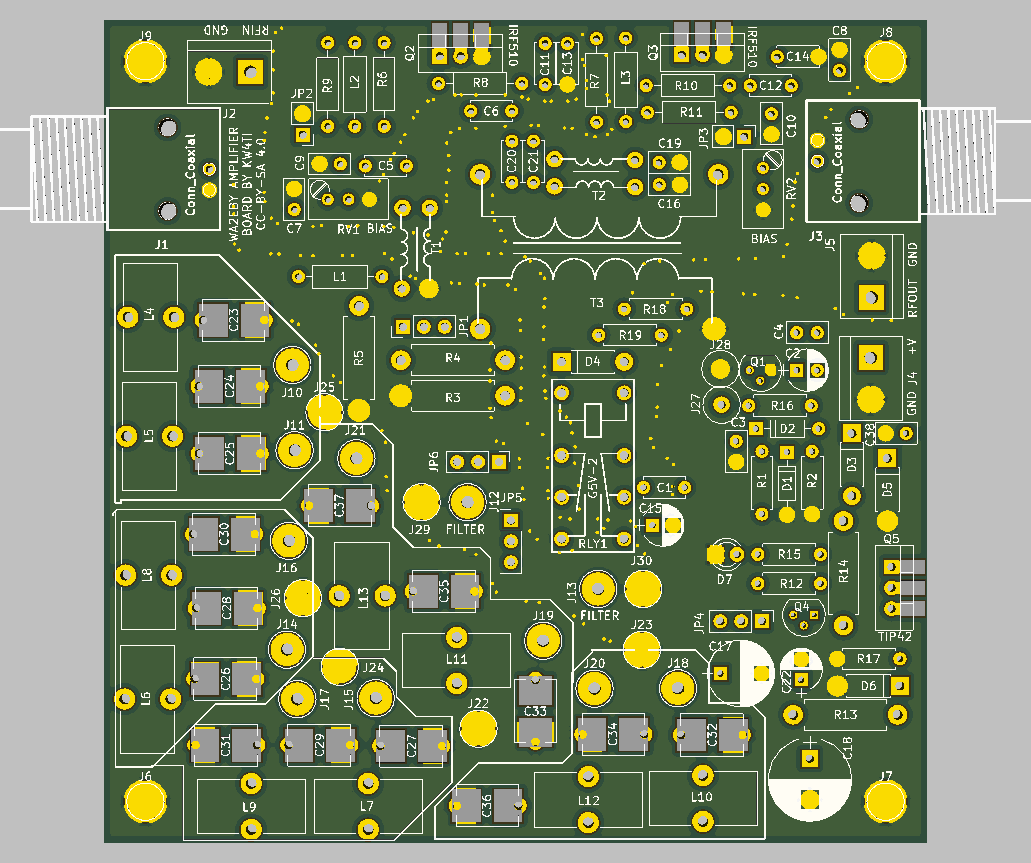 J9
GND RFIN
J2
JP2
R9
L2
R6
Q2
IRF510
R8
C6
C11
C13
R7
L3
Q3
IRF510
R10
R11
C14
C8
C12
C10
JP3
J8
Conn_Coaxial
J1
WA2EBY AMPLIFIER
BOARD BY KW4TI
CC-BY-SA 4.0
C9
C7
C5
RV1 BIAS
T1
C20
C21
T2
C19
C16
RV2
BIAS
Conn_Coaxial
J3
J5
RFOUT GND
L1
T3
R18
R19
JP1
R4
R3
R5
D4
J28
J27
Q1
C2
C4
+V
GND J4
L4
C23
C24
J10
J25
L5
C25
J11
J21
JP6
J12
JP5
J29
FILTER
C37
G5V-2
RLY1
C1
C15
C3
R16
D2
R1
D1
R2
D3
C38
D5
C30
J16
L8
C28
J26
L13
C35
J13
FILTER
J30
D7
R15
R12
R14
Q5
TIP42
Q4
JP4
J14
L6
C26
J17
J15
J24
L11
J19
J23
J20
J18
C17
C22
R17
D6
R13
C31
C29
C27
J22
C33
C34
C32
C18
J6
L9
L7
C36
L12
L10
J7